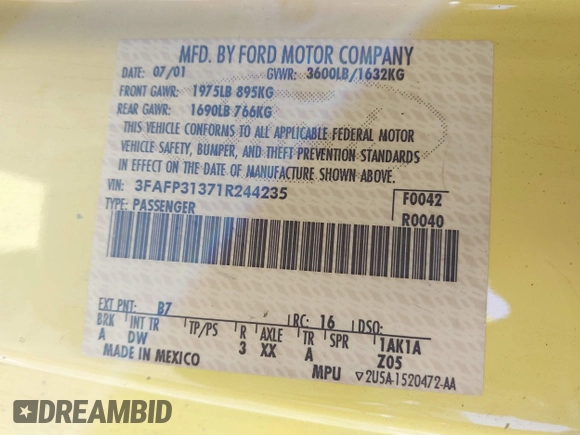 MFD. BY FORD MOTOR COMPANY
DATE: 07/01 GVWR: 3600LB/1632KG
FRONT GAWR: 1975LB 895KG
REAR GAWR: 1690LB 766KG
THIS VEHICLE CONFORMS TO ALL APPLICABLE FEDERAL MOTOR
VEHICLE SAFETY, BUMPER, AND THEFT PREVENTION STANDARDS
IN EFFECT ON THE DATE OF MANUFACTURE SHOWN ABOVE.
VIN: 3FAFP31371R244235 F0042
TYPE: PASSENGER R0040
EXT PNT: B7 RC: 16 DSO:
BRK INT TR TP/PS R AXLE TR SPR 1AK1A
A DW 3 XX A Z05
MADE IN MEXICO MPU ▽2U5A-1520472-AA
DREAMBID